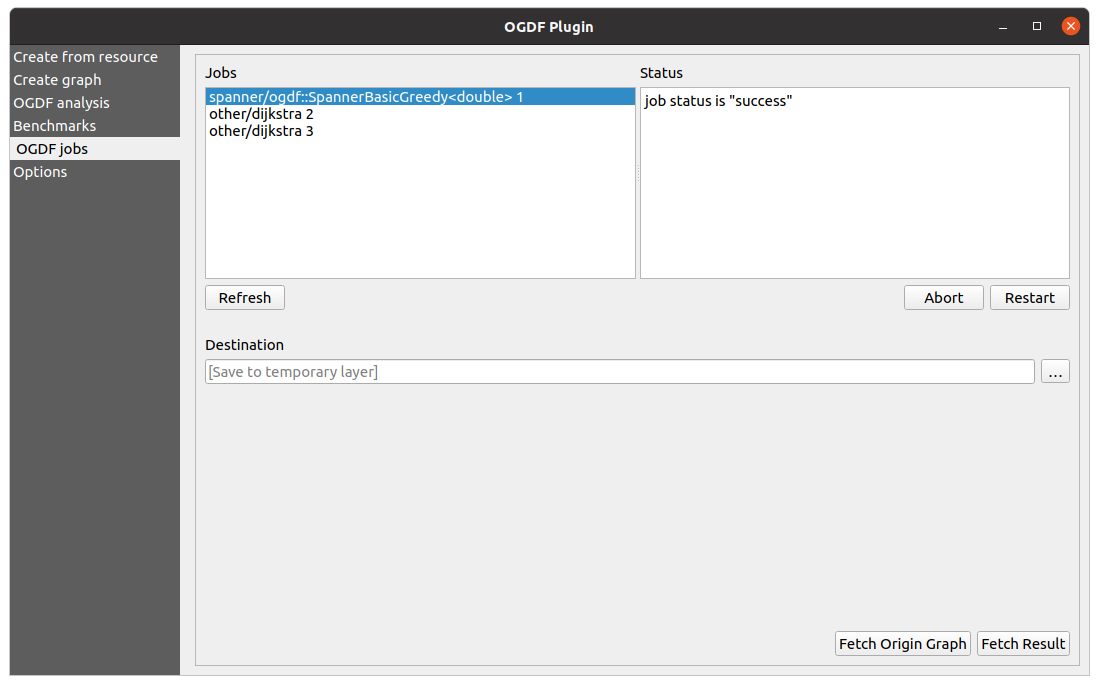 OGDF Plugin
Create from resource
Create graph
OGDF analysis
Benchmarks
OGDF jobs
Options
Jobs
spanner/ogdf::SpannerBasicGreedy<double> 1
other/dijkstra 2
other/dijkstra 3
Status
job status is "success"
Refresh
Abort
Restart
Destination
[Save to temporary layer]
...
Fetch Origin Graph
Fetch Result